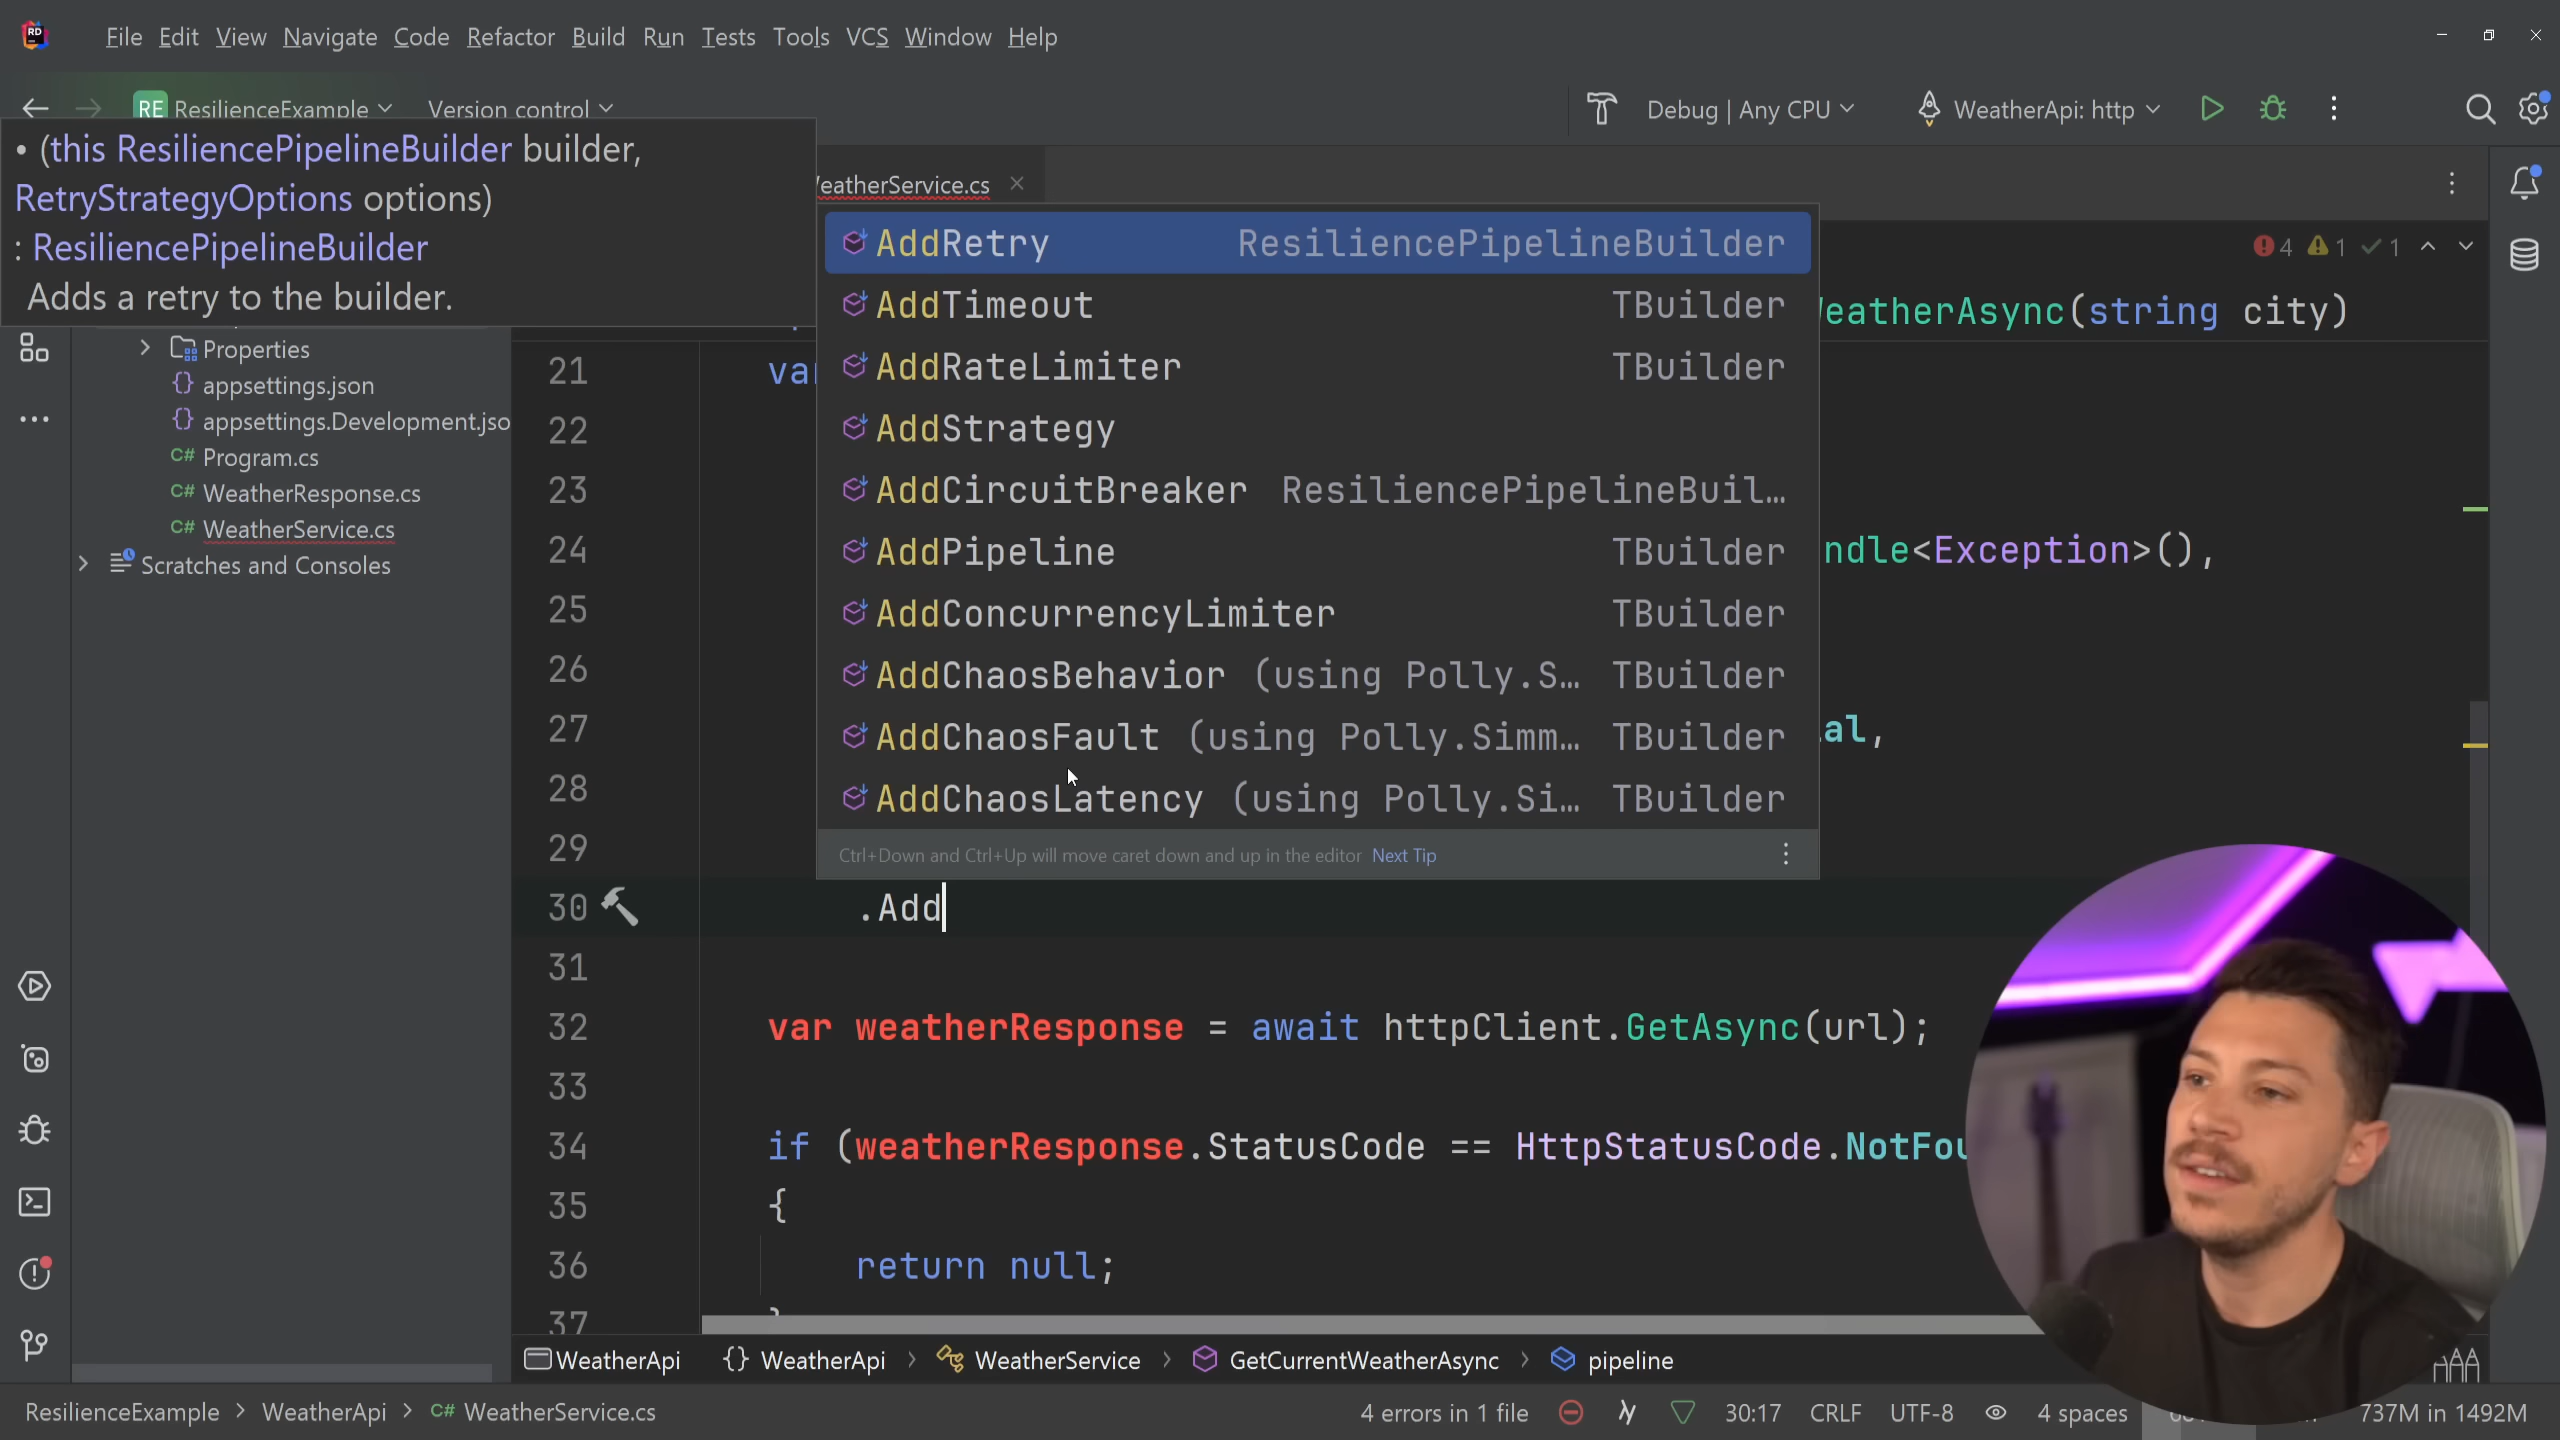 File Edit View Navigate Code Refactor Build Run Tests Tools VCS Window Help
RE ResilienceExample Version control
Debug | Any CPU WeatherApi: http
• (this ResiliencePipelineBuilder builder,
RetryStrategyOptions options)
: ResiliencePipelineBuilder
Adds a retry to the builder.
eatherService.cs
AddRetry ResiliencePipelineBuilder
AddTimeout TBuilder
AddRateLimiter TBuilder
AddStrategy
AddCircuitBreaker ResiliencePipelineBuil…
AddPipeline TBuilder
AddConcurrencyLimiter TBuilder
AddChaosBehavior (using Polly.S… TBuilder
AddChaosFault (using Polly.Simm… TBuilder
AddChaosLatency (using Polly.Si… TBuilder
Ctrl+Down and Ctrl+Up will move caret down and up in the editor Next Tip
4 1 1
eatherAsync(string city)
Properties
appsettings.json
appsettings.Development.jso
C# Program.cs
C# WeatherResponse.cs
C# WeatherService.cs
Scratches and Consoles
21 va
22
23
24 ndle<Exception>(),
25
26
27 al,
28
29
30 .Add
31
32 var weatherResponse = await httpClient.GetAsync(url);
33
34 if (weatherResponse.StatusCode == HttpStatusCode.NotFou
35 {
36 return null;
37 }
WeatherApi {} WeatherApi > WeatherService > GetCurrentWeatherAsync > pipeline
ResilienceExample > WeatherApi > C# WeatherService.cs
4 errors in 1 file 30:17 CRLF UTF-8 4 spaces 737M in 1492M